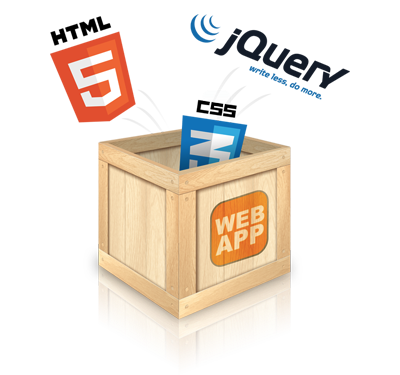 HTML
5
jQuery
write less. do more.
CSS
3
WEB
APP